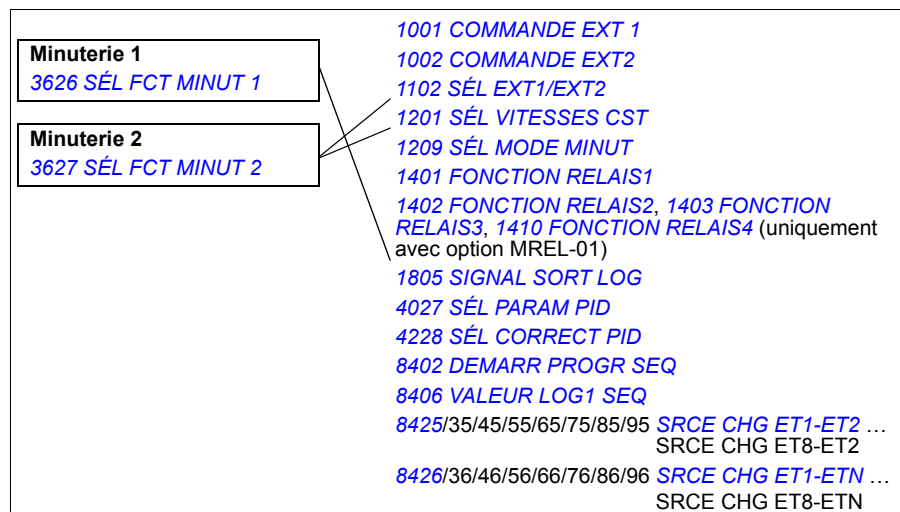 Minuterie 1
3626 SÉL FCT MINUT 1
Minuterie 2
3627 SÉL FCT MINUT 2
1001 COMMANDE EXT 1
1002 COMMANDE EXT2
1102 SÉL EXT1/EXT2
1201 SÉL VITESSES CST
1209 SÉL MODE MINUT
1401 FONCTION RELAIS1
1402 FONCTION RELAIS2, 1403 FONCTION
RELAIS3, 1410 FONCTION RELAIS4 (uniquement
avec option MREL-01)
1805 SIGNAL SORT LOG
4027 SÉL PARAM PID
4228 SÉL CORRECT PID
8402 DEMARR PROGR SEQ
8406 VALEUR LOG1 SEQ
8425/35/45/55/65/75/85/95 SRCE CHG ET1-ET2 …
SRCE CHG ET8-ET2
8426/36/46/56/66/76/86/96 SRCE CHG ET1-ETN …
SRCE CHG ET8-ETN